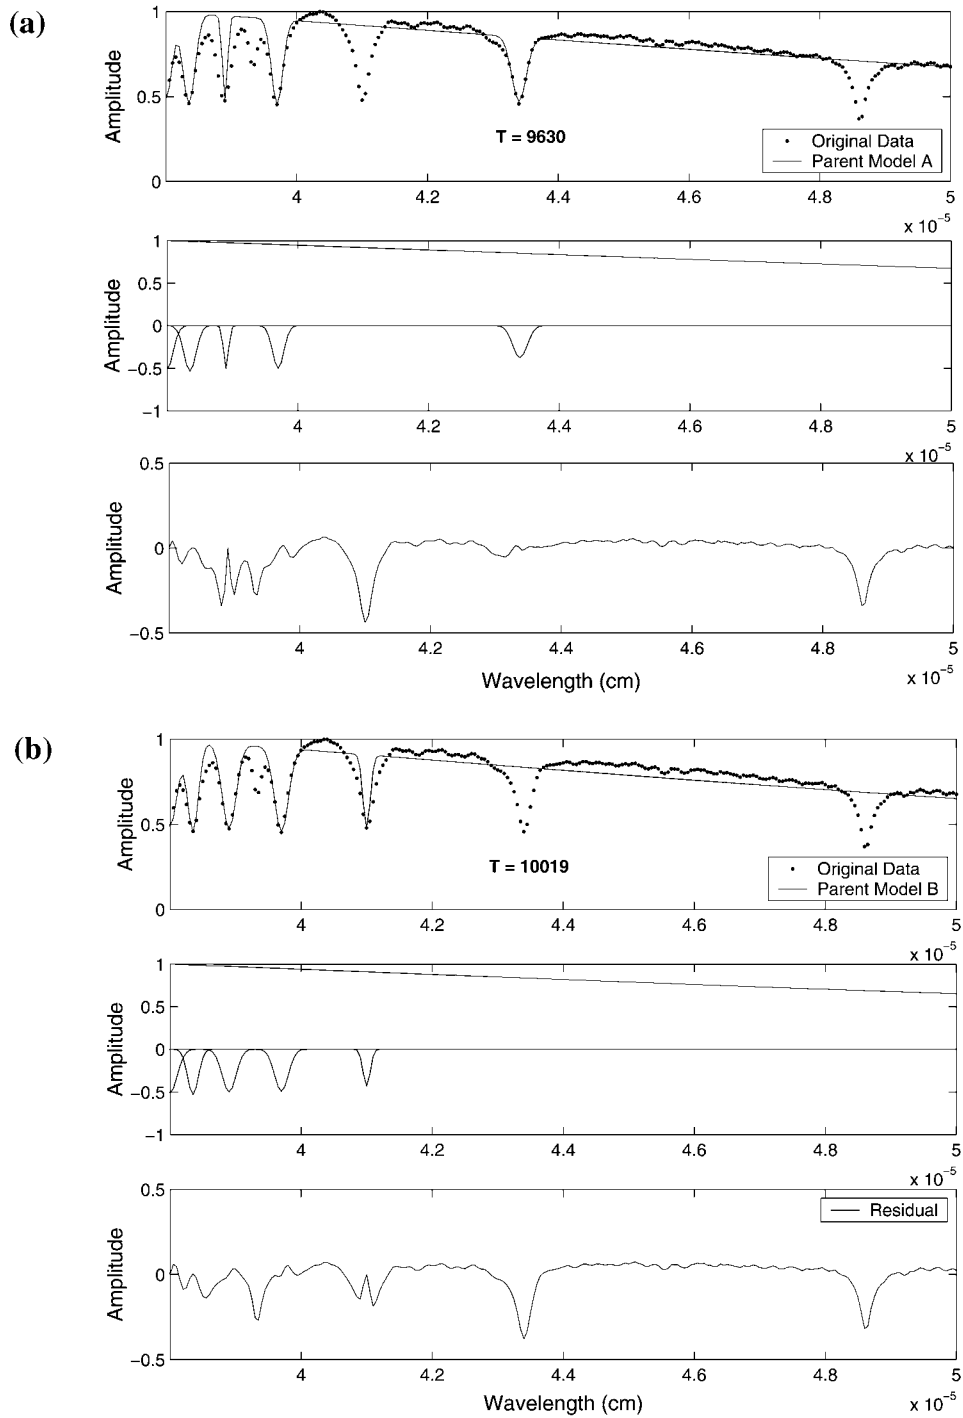 (a)
1
0.5
0
Amplitude
T = 9630
Original Data
Parent Model A
4
4.2
4.4
4.6
4.8
5
x 10⁻⁵
1
0.5
0
−0.5
−1
Amplitude
4
4.2
4.4
4.6
4.8
5
x 10⁻⁵
0.5
0
−0.5
Amplitude
4
4.2
4.4
4.6
4.8
5
Wavelength (cm)
x 10⁻⁵
(b)
1
0.5
0
Amplitude
T = 10019
Original Data
Parent Model B
4
4.2
4.4
4.6
4.8
5
x 10⁻⁵
1
0.5
0
−0.5
−1
Amplitude
4
4.2
4.4
4.6
4.8
5
x 10⁻⁵
0.5
0
−0.5
Amplitude
Residual
4
4.2
4.4
4.6
4.8
5
Wavelength (cm)
x 10⁻⁵